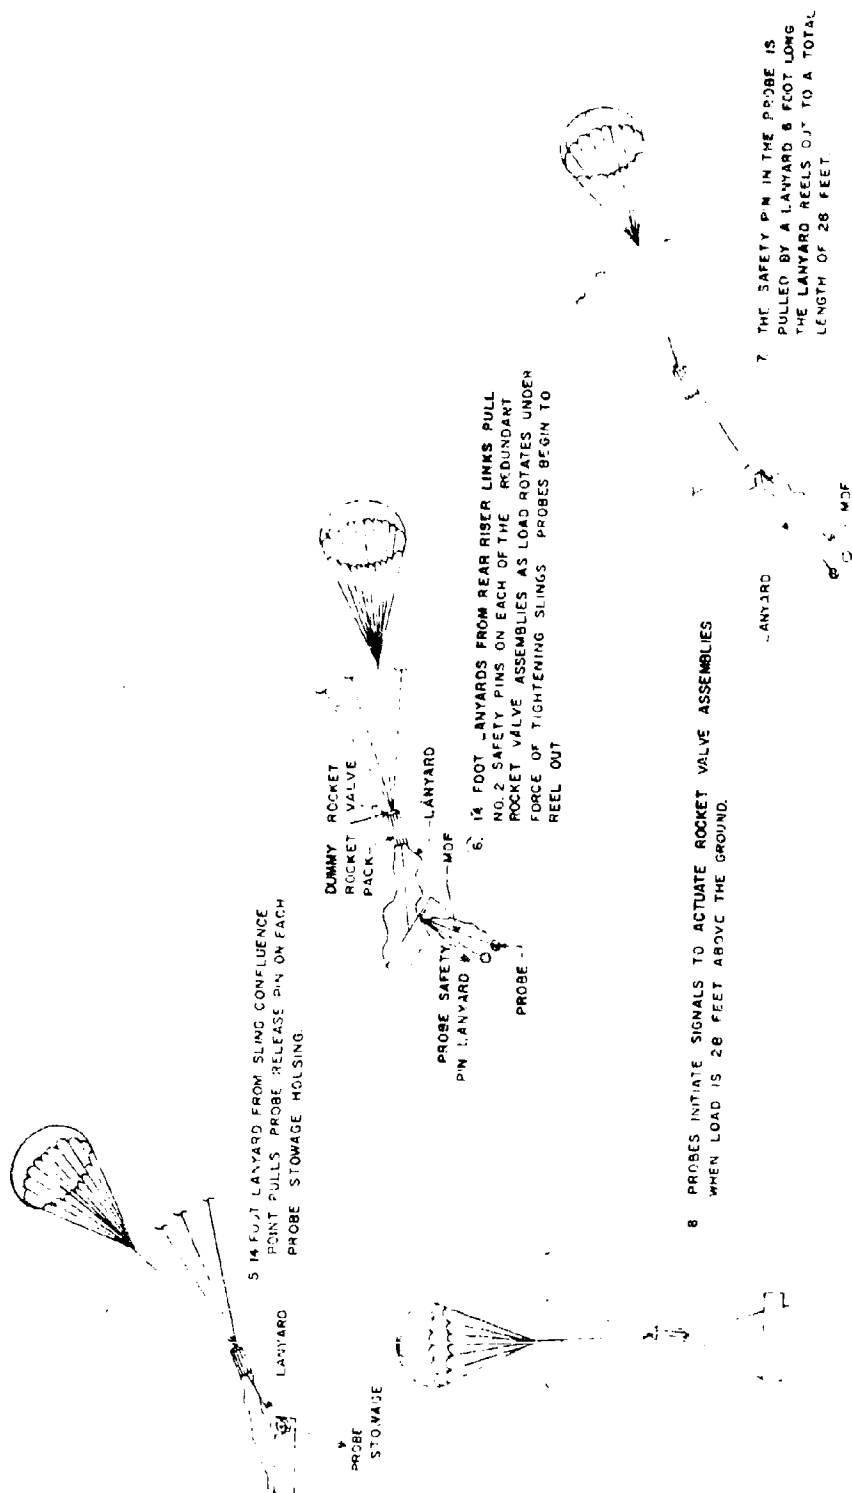 5 14 FOOT LANYARD FROM SLING CONFLUENCE
POINT PULLS PROBE RELEASE PIN ON EACH
PROBE STOWAGE HOUSING.
LANYARD
PROBE
STOWAGE
DUMMY ROCKET
ROCKET VALVE
PACK
LANYARD
MDF
PROBE SAFETY
PIN LANYARD
PROBE
6. 14 FOOT LANYARDS FROM REAR RISER LINKS PULL
NO. 2 SAFETY PINS ON EACH OF THE REDUNDANT
ROCKET VALVE ASSEMBLIES AS LOAD ROTATES UNDER
FORCE OF TIGHTENING SLINGS PROBES BEGIN TO
REEL OUT
7. THE SAFETY PIN IN THE PROBE IS
PULLED BY A LANYARD 6 FOOT LONG
THE LANYARD REELS OUT TO A TOTAL
LENGTH OF 28 FEET.
LANYARD
MDF
8 PROBES INITIATE SIGNALS TO ACTUATE ROCKET VALVE ASSEMBLIES
WHEN LOAD IS 28 FEET ABOVE THE GROUND.